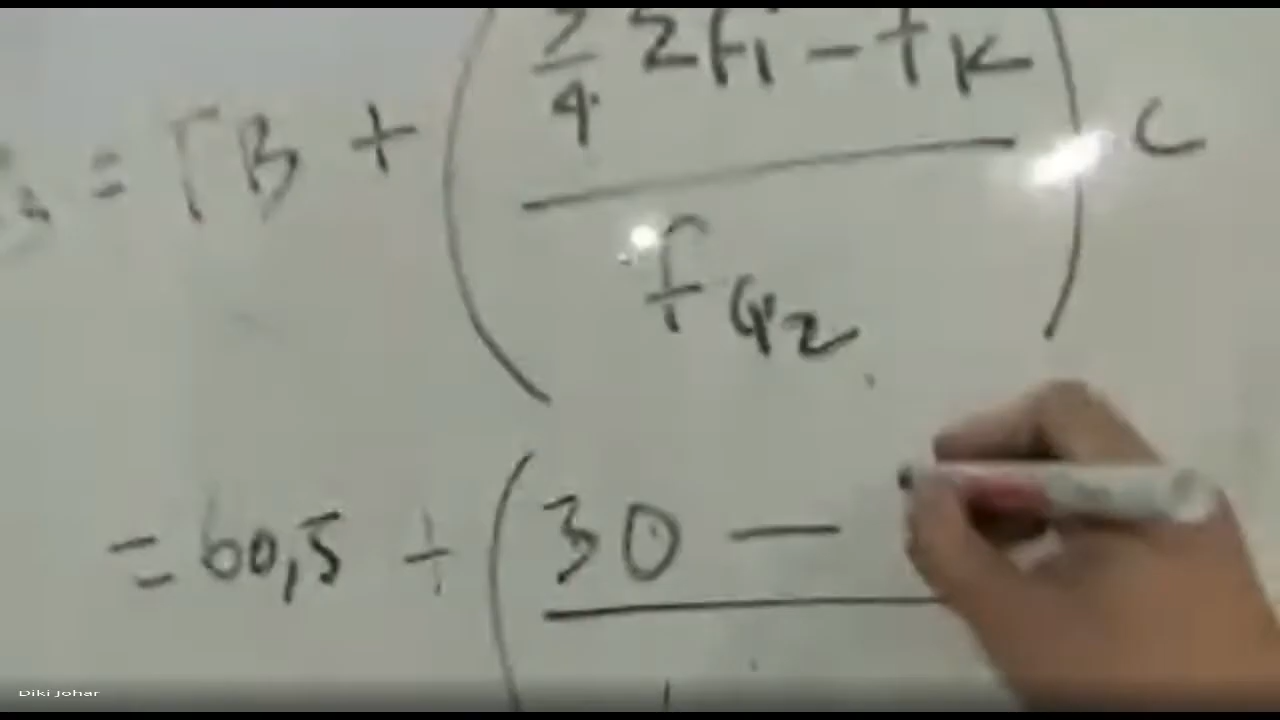 = TB + ( 2/4 Σfi - fk / fQ2 ) C
= 60,5 + ( 30 —
Diki Johar